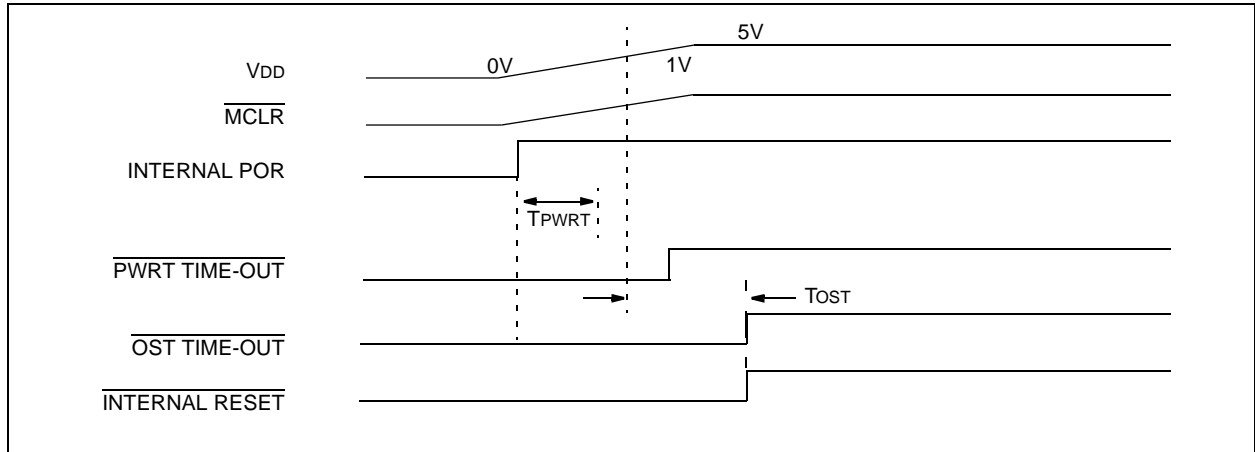 5V
VDD
0V
1V
MCLR
INTERNAL POR
TPWRT
PWRT TIME-OUT
TOST
OST TIME-OUT
INTERNAL RESET